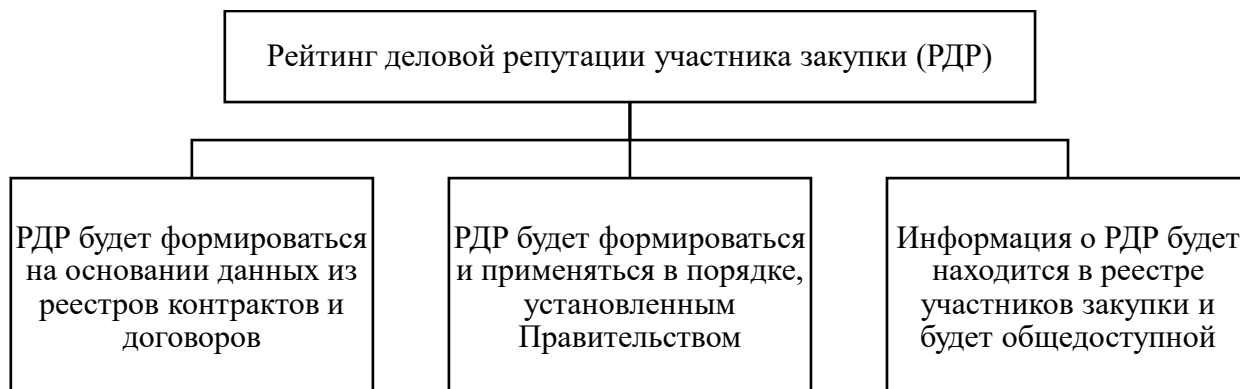 Рейтинг деловой репутации участника закупки (РДР)
РДР будет формироваться
на основании данных из
реестров контрактов и
договоров
РДР будет формироваться
и применяться в порядке,
установленным
Правительством
Информация о РДР будет
находится в реестре
участников закупки и
будет общедоступной